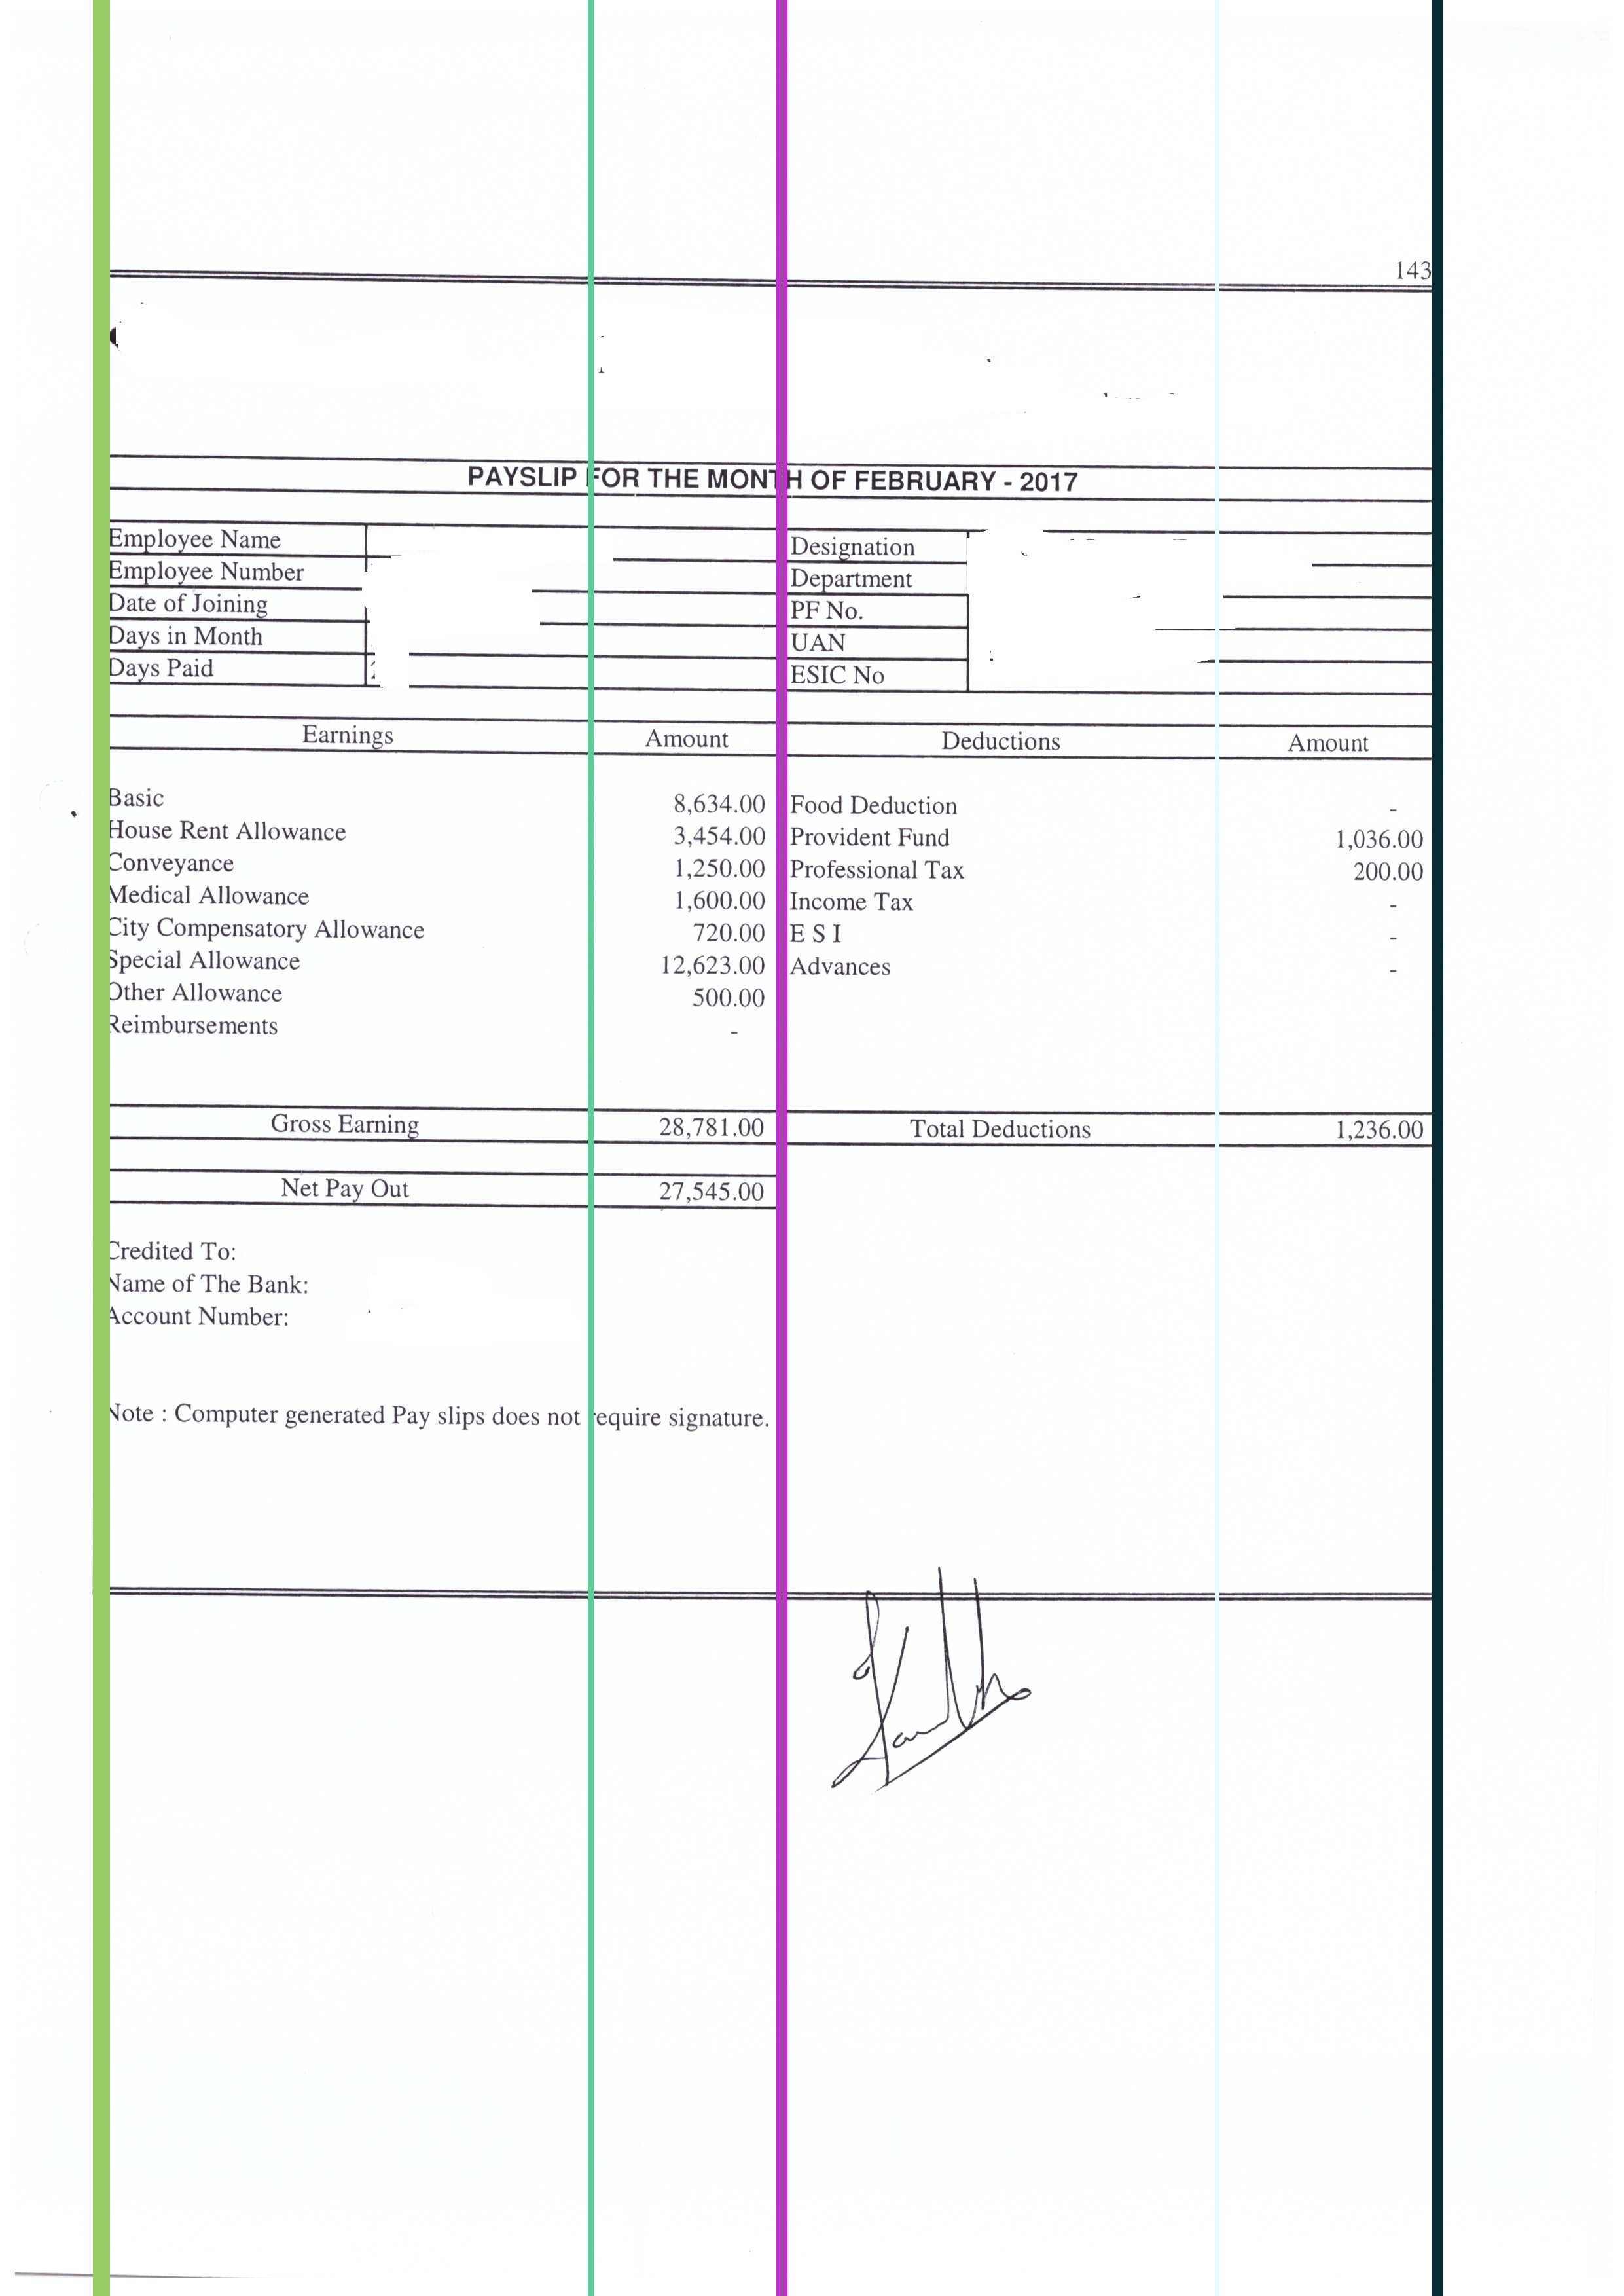 143
PAYSLIP FOR THE MONTH OF FEBRUARY - 2017
Employee Name Designation
Employee Number Department
Date of Joining PF No.
Days in Month UAN
Days Paid ESIC No
Earnings Amount Deductions Amount
Basic 8,634.00 Food Deduction -
House Rent Allowance 3,454.00 Provident Fund 1,036.00
Conveyance 1,250.00 Professional Tax 200.00
Medical Allowance 1,600.00 Income Tax -
City Compensatory Allowance 720.00 E S I -
Special Allowance 12,623.00 Advances -
Other Allowance 500.00
Reimbursements -
Gross Earning 28,781.00 Total Deductions 1,236.00
Net Pay Out 27,545.00
Credited To:
Name of The Bank:
Account Number:
Note : Computer generated Pay slips does not require signature.